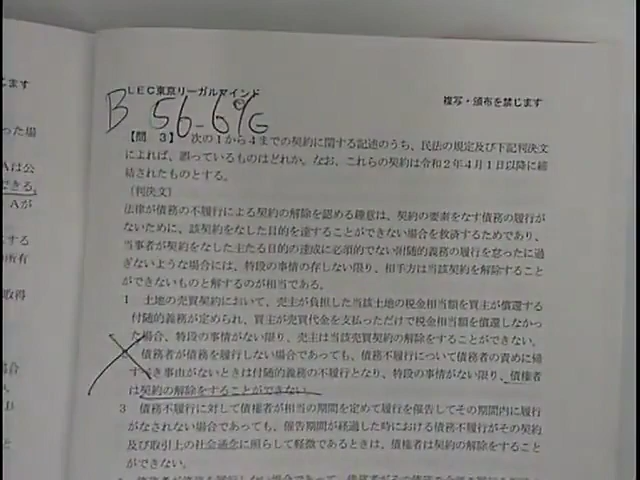 LEC東京リーガルマインド
複写・頒布を禁じます
B 56-6%
【問 3】 次の1から4までの契約に関する記述のうち、民法の規定及び下記判決文
によれば、誤っているものはどれか。なお、これらの契約は令和2年4月1日以降に締
結されたものとする。
(判決文)
法律が債務の不履行による契約の解除を認める趣意は、契約の要素をなす債務の履行が
ないために、該契約をなした目的を達することができない場合を救済するためであり、
当事者が契約をなした主たる目的の達成に必須的でない附随的義務の履行を怠ったに過
ぎないような場合には、特段の事情の存しない限り、相手方は当該契約を解除すること
ができないものと解するのが相当である。
1 土地の売買契約において、売主が負担した当該土地の税金相当額を買主が償還する
付随的義務が定められ、買主が売買代金を支払っただけで税金相当額を償還しなかっ
た場合、特段の事情がない限り、売主は当該売買契約の解除をすることができない。
債務者が債務を履行しない場合であっても、債務不履行について債務者の責めに帰
すべき事由がないときは付随的義務の不履行となり、特段の事情がない限り、債権者
は契約の解除をすることができない。
3 債務不履行に対して債権者が相当の期間を定めて履行を催告してその期間内に履行
がなされない場合であっても、催告期間が経過した時における債務不履行がその契約
及び取引上の社会通念に照らして軽微であるときは、債権者は契約の解除をすること
ができない。